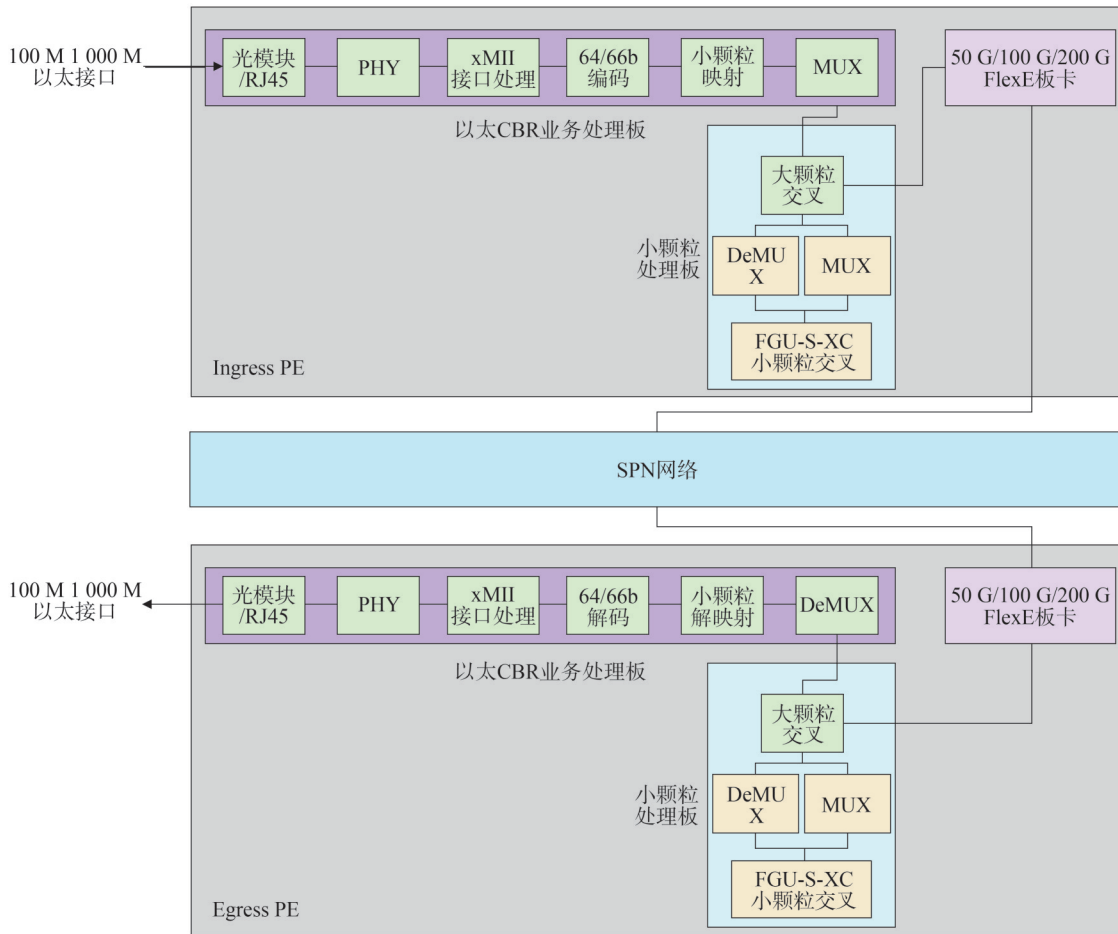 100 M 1 000 M
以太接口
光模块
/RJ45
PHY
xMII
接口处理
64/66b
编码
小颗粒
映射
MUX
50 G/100 G/200 G
FlexE板卡
以太CBR业务处理板
大颗粒
交叉
小颗粒
处理板
DeMU
X
MUX
FGU-S-XC
小颗粒交叉
Ingress PE
SPN网络
100 M 1 000 M
以太接口
光模块
/RJ45
PHY
xMII
接口处理
64/66b
解码
小颗粒
解映射
DeMUX
50 G/100 G/200 G
FlexE板卡
以太CBR业务处理板
大颗粒
交叉
小颗粒
处理板
DeMU
X
MUX
FGU-S-XC
小颗粒交叉
Egress PE